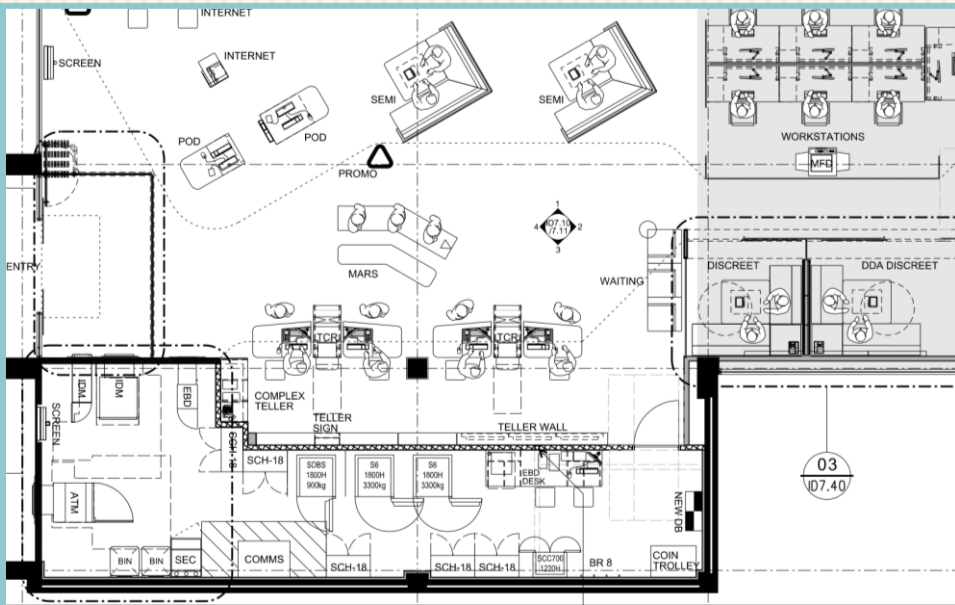 INTERNET
INTERNET
SCREEN
SEMI
SEMI
POD
POD
WORKSTATIONS
MFD
PROMO
1
4
ID7.10
/7.11
2
3
ENTRY
MARS
WAITING
DISCREET
DDA DISCREET
TCR
TCR
IDM
IDM
EBD
COMPLEX
TELLER
SCREEN
TELLER
SIGN
TELLER WALL
SCH-18
SCH-18
SDBS
1800H
900kg
S6
1800H
3300kg
S6
1800H
3300kg
EBD
DESK
03
ID7.40
ATM
NEW DB
BIN
BIN
SEC
COMMS
SCH-18
SCH-18
SCH-18
SCC700
1220H
BR 8
COIN
TROLLEY